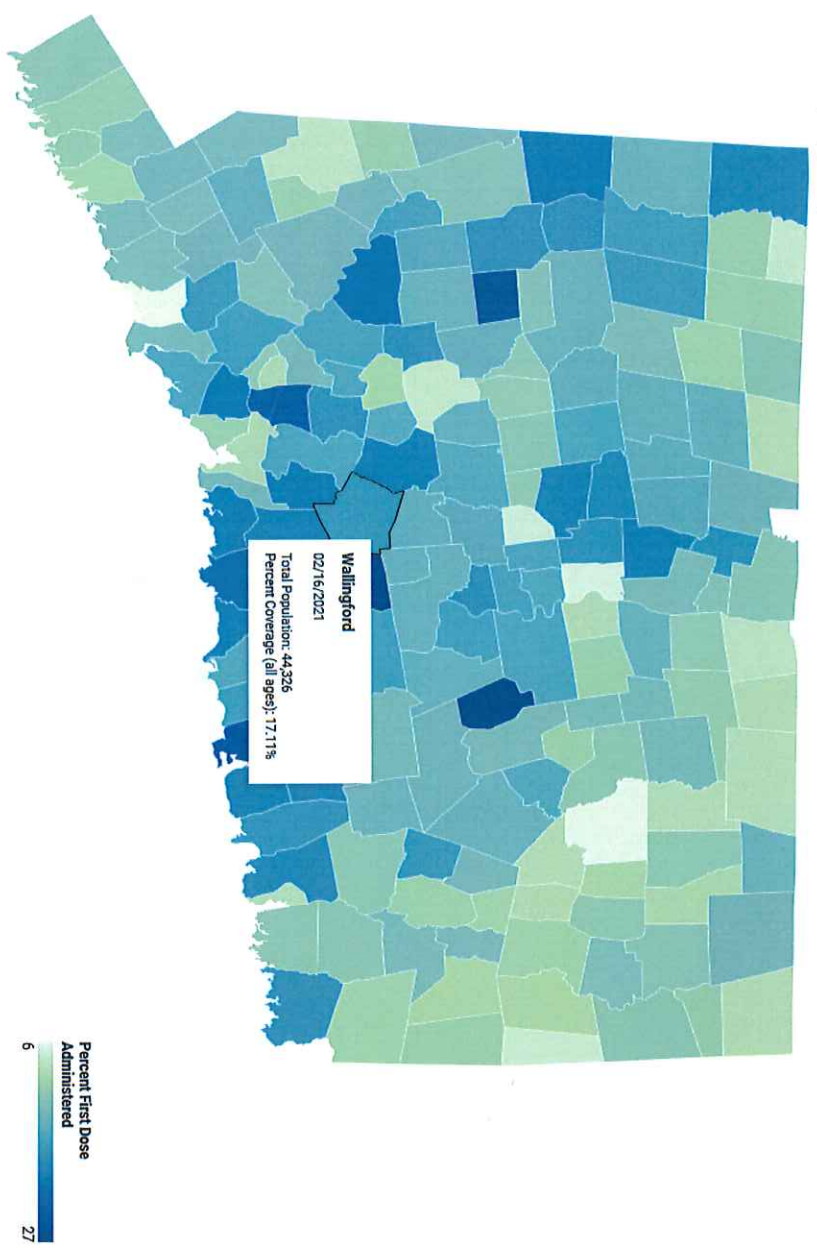 Wallingford
02/16/2021
Total Population: 44,326
Percent Coverage (all ages): 17.11%
Percent First Dose
Administered
6
27